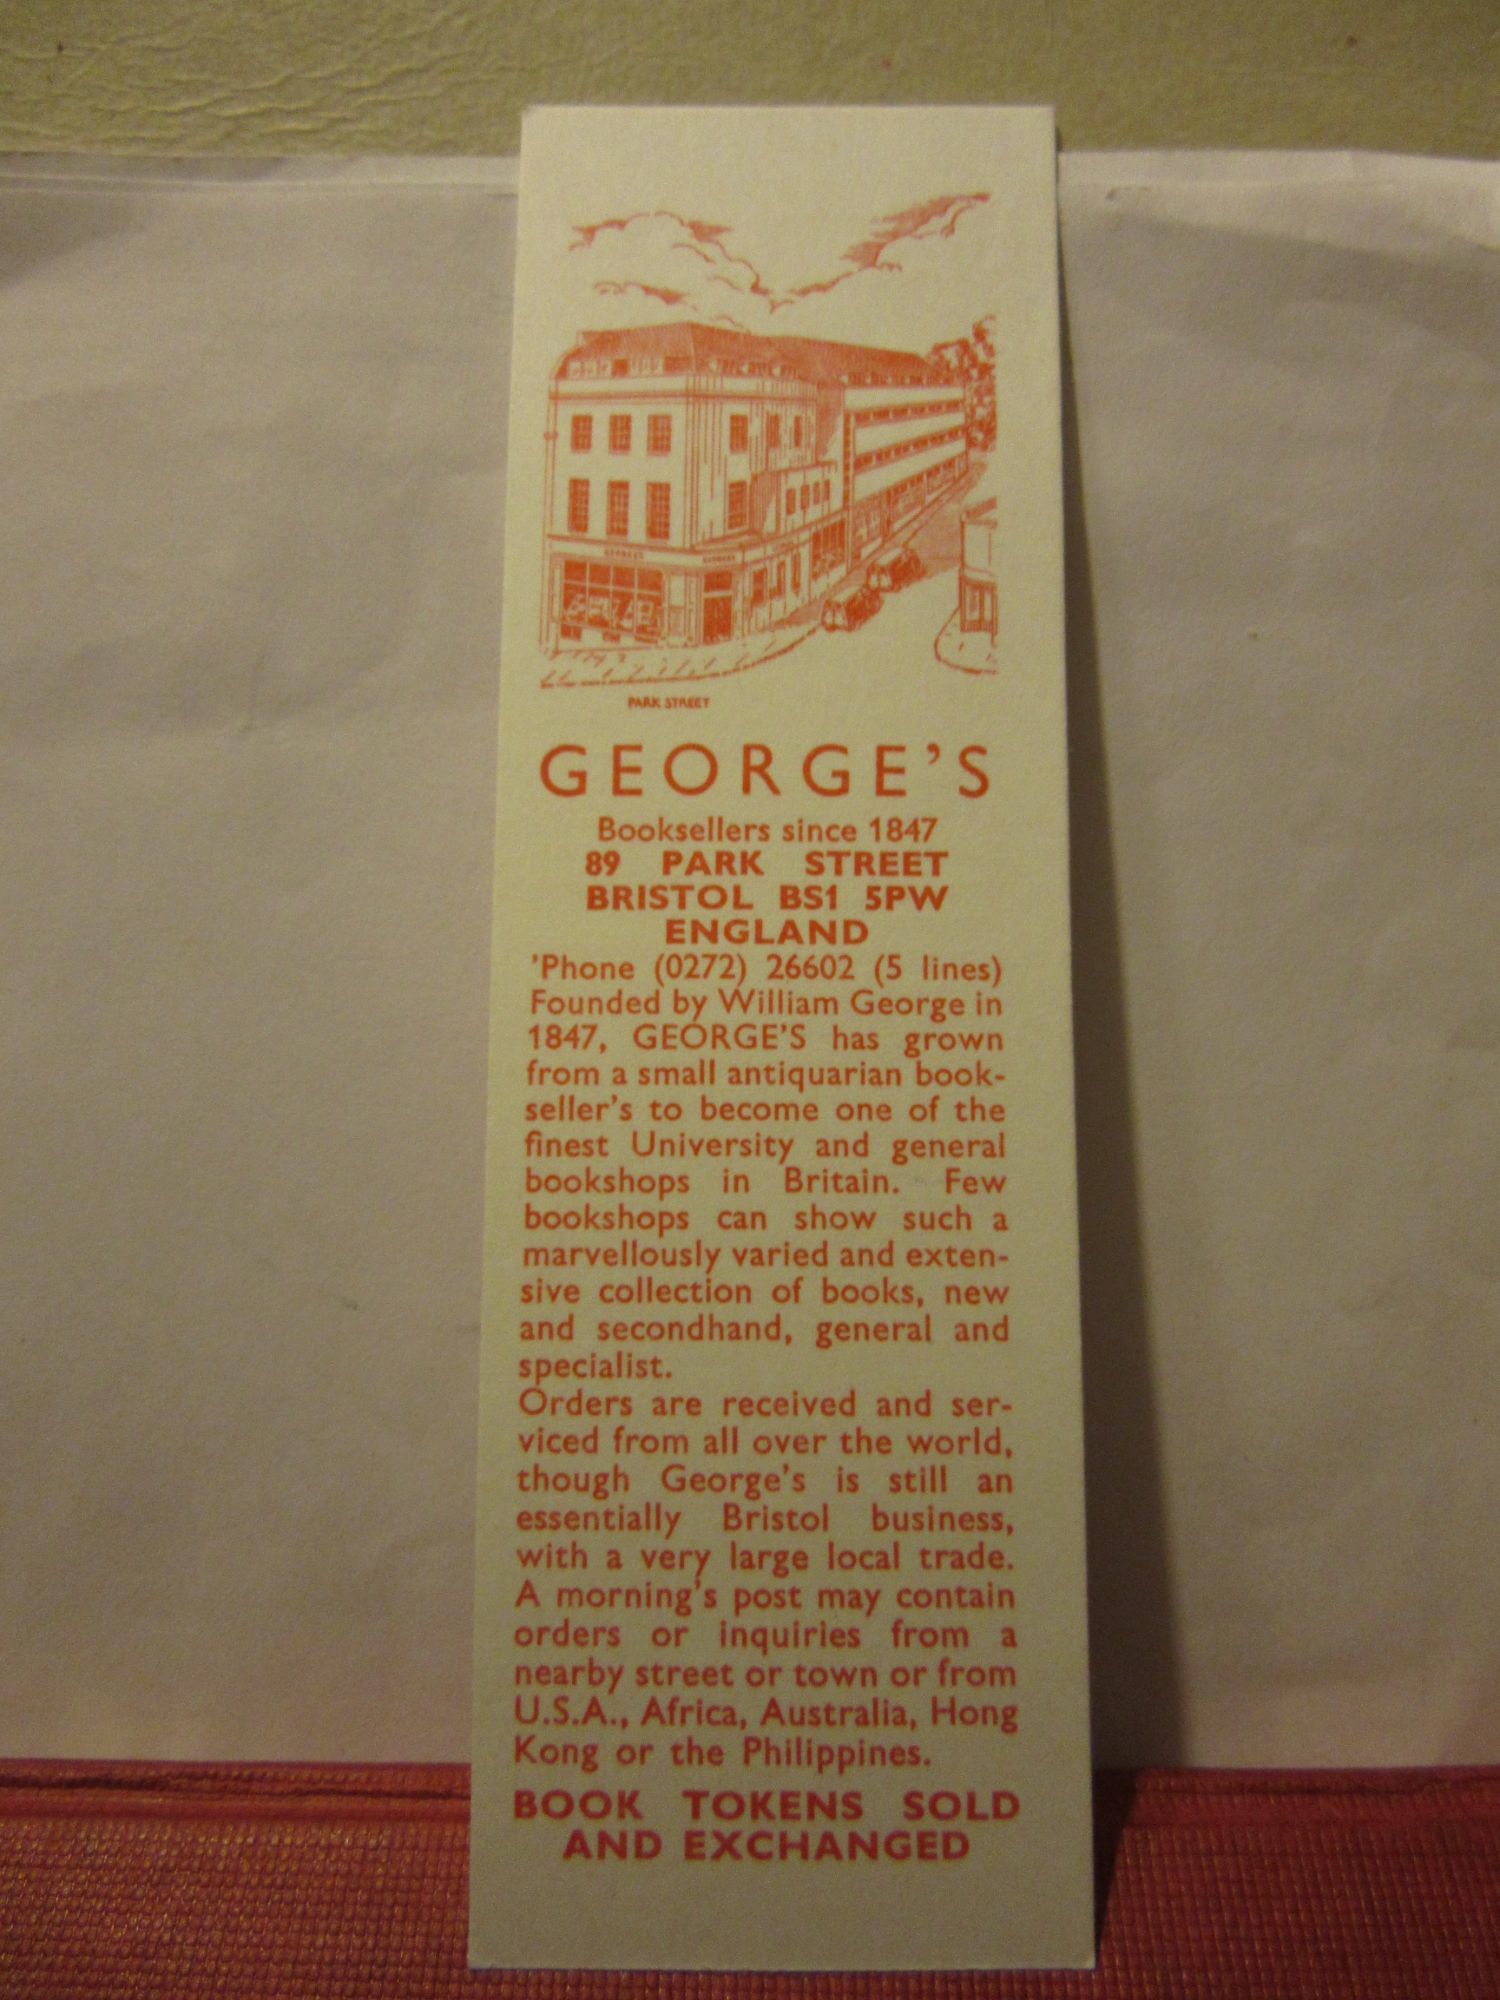 GEORGE'S
PARK STREET
GEORGE'S
Booksellers since 1847
89 PARK STREET
BRISTOL BS1 5PW
ENGLAND
'Phone (0272) 26602 (5 lines)
Founded by William George in
1847, GEORGE'S has grown
from a small antiquarian book-
seller's to become one of the
finest University and general
bookshops in Britain. Few
bookshops can show such a
marvellously varied and exten-
sive collection of books, new
and secondhand, general and
specialist.
Orders are received and ser-
viced from all over the world,
though George's is still an
essentially Bristol business,
with a very large local trade.
A morning's post may contain
orders or inquiries from a
nearby street or town or from
U.S.A., Africa, Australia, Hong
Kong or the Philippines.
BOOK TOKENS SOLD
AND EXCHANGED